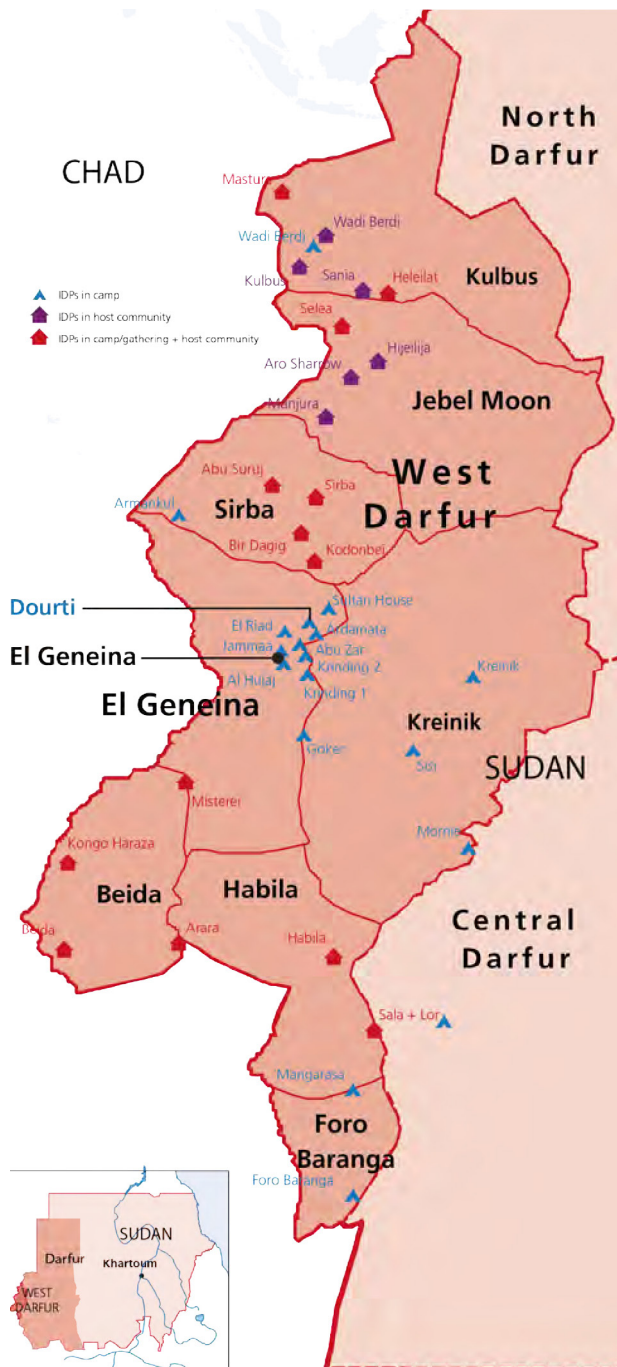 North
Darfur
CHAD
Masturi
Wadi Berdi
Wadi Berdi
Kulbus
Sania
Heleilat
Kulbus
IDPs in camp
IDPs in host community
IDPs in camp/gathering + host community
Selea
Hijeilija
Aro Sharrow
Manjura
Jebel Moon
West
Darfur
Abu Suruj
Sirba
Sirba
Armankul
Bir Dagig
Kodonbei
Sultan House
Dourti
El Riad
Ardamata
Jammaa
Abu Zar
El Geneina
Krinding 2
Al Hujaj
Krinding 1
Kreinik
El Geneina
Kreinik
Goker
Sisi
SUDAN
Misterei
Mornie
Kongo Haraza
Beida
Habila
Central
Darfur
Beida
Arara
Habila
Sala + Lor
Mangarasa
Foro
Baranga
Foro Baranga
SUDAN
Darfur
Khartoum
WEST
DARFUR